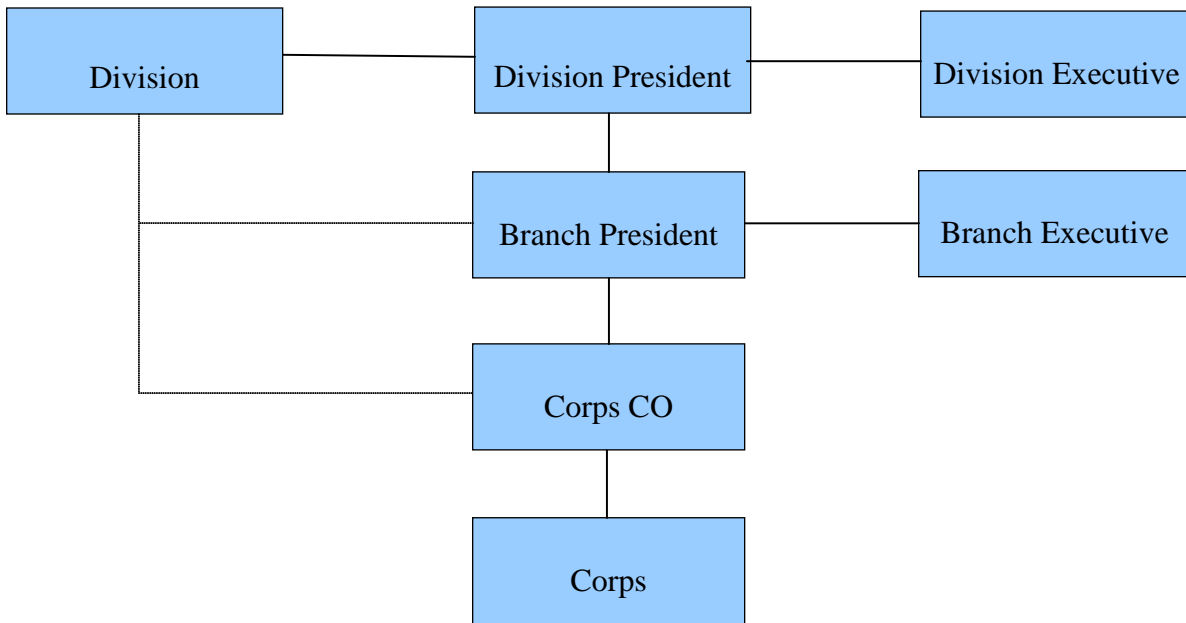 Division
Division President
Division Executive
Branch President
Branch Executive
Corps CO
Corps